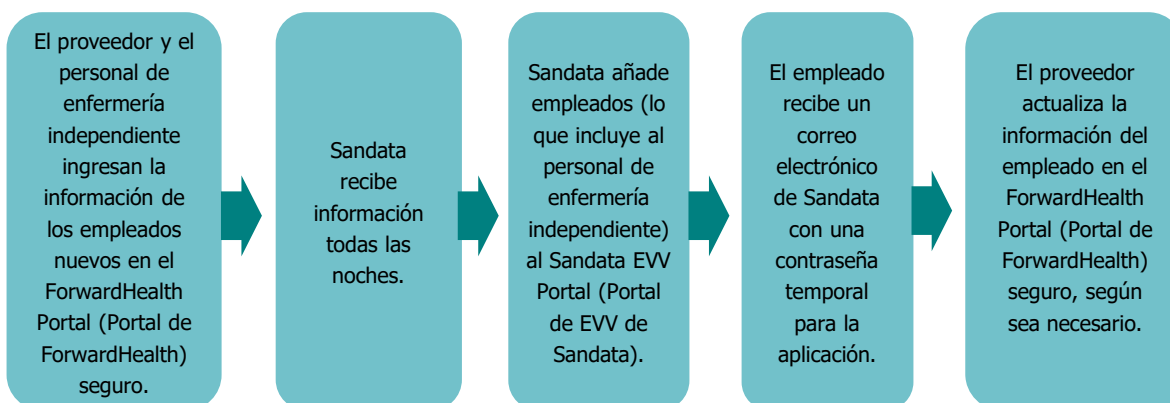 El proveedor y el
personal de
enfermería
independiente
ingresan la
información de
los empleados
nuevos en el
ForwardHealth
Portal (Portal de
ForwardHealth)
seguro.
Sandata
recibe
información
todas las
noches.
Sandata añade
empleados (lo
que incluye al
personal de
enfermería
independiente)
al Sandata EVV
Portal (Portal
de EVV de
Sandata).
El empleado
recibe un
correo
electrónico
de Sandata
con una
contraseña
temporal
para la
aplicación.
El proveedor
actualiza la
información del
empleado en el
ForwardHealth
Portal (Portal de
ForwardHealth)
seguro, según
sea necesario.